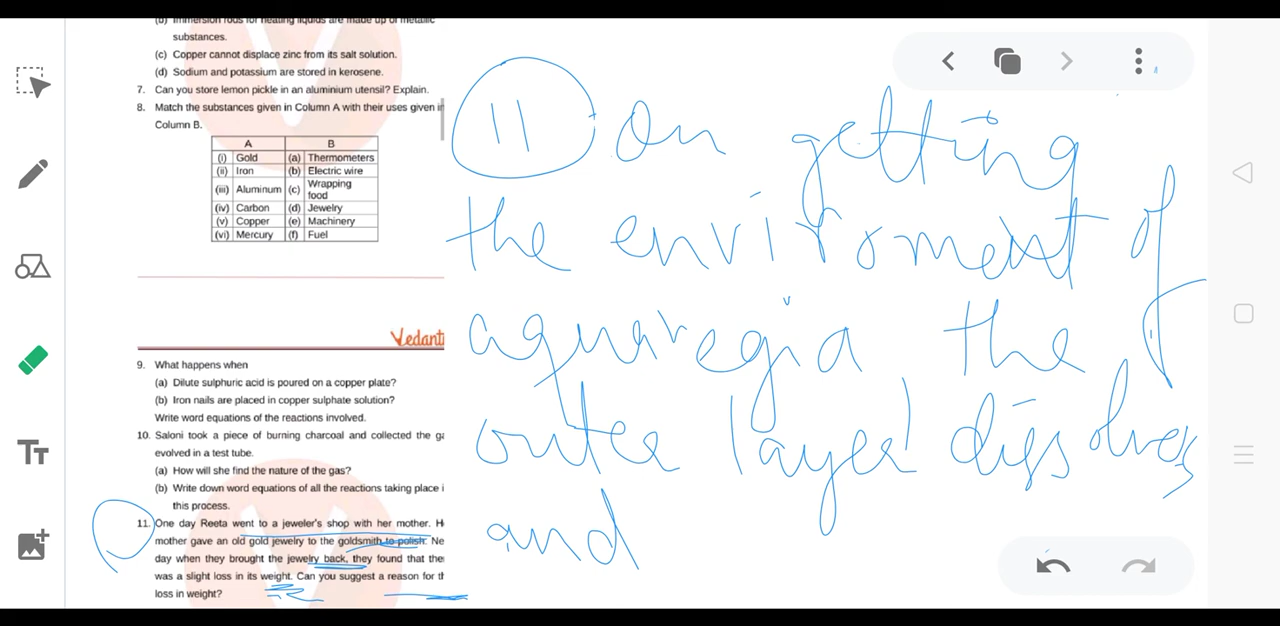 (b) Immersion rods for heating liquids are made up of metallic
substances.
(c) Copper cannot displace zinc from its salt solution.
(d) Sodium and potassium are stored in kerosene.
7. Can you store lemon pickle in an aluminium utensil? Explain.
8. Match the substances given in Column A with their uses given i
Column B.
A B
(i) Gold (a) Thermometers
(ii) Iron (b) Electric wire
(iii) Aluminum (c) Wrapping food
(iv) Carbon (d) Jewelry
(v) Copper (e) Machinery
(vi) Mercury (f) Fuel
Vedant
9. What happens when
(a) Dilute sulphuric acid is poured on a copper plate?
(b) Iron nails are placed in copper sulphate solution?
Write word equations of the reactions involved.
10. Saloni took a piece of burning charcoal and collected the ga
evolved in a test tube.
(a) How will she find the nature of the gas?
(b) Write down word equations of all the reactions taking place i
this process.
11. One day Reeta went to a jeweler's shop with her mother. H
mother gave an old gold jewelry to the goldsmith to polish. Ne
day when they brought the jewelry back, they found that the
was a slight loss in its weight. Can you suggest a reason for th
loss in weight?
11 On getting
the enviroment of
aquaregia the
outer layer dissolves
and
Tт